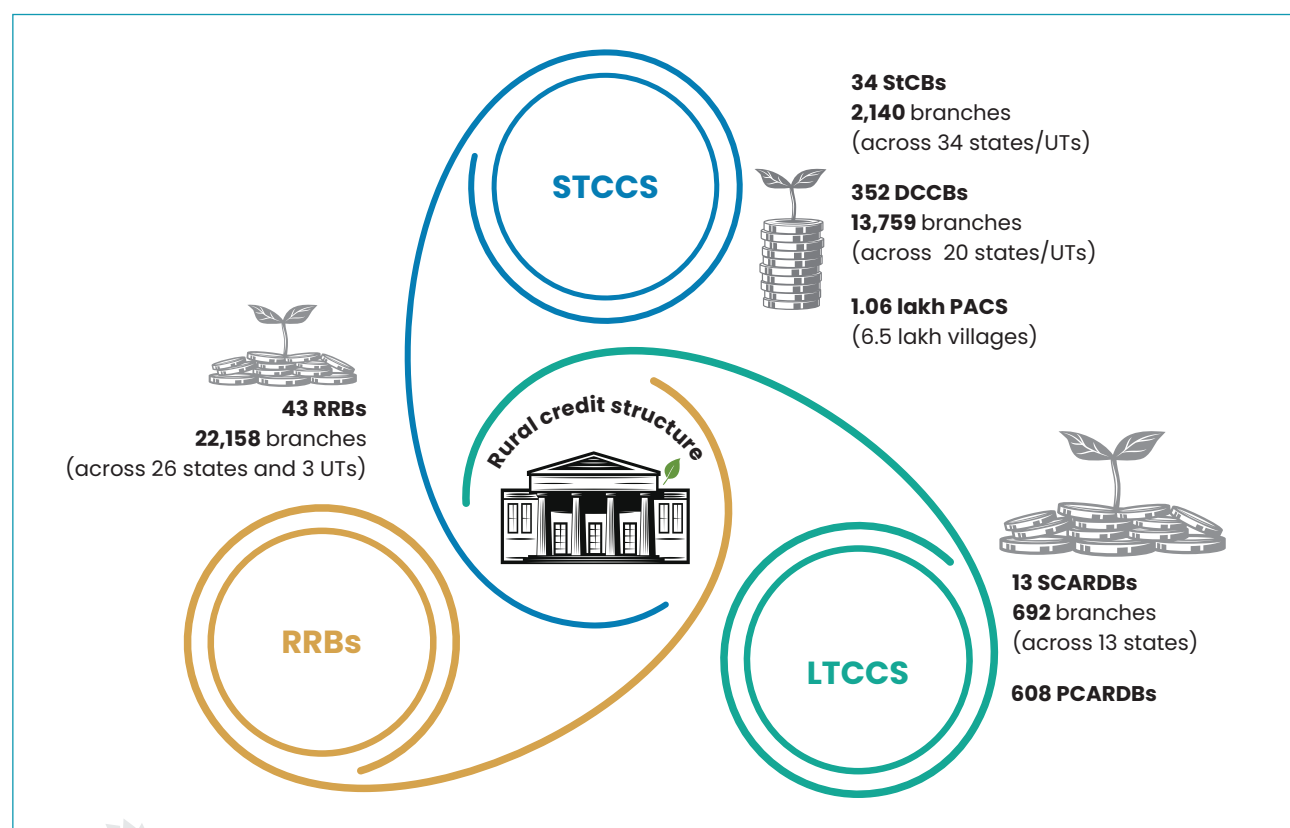 STCCS
34 StCBs
2,140 branches
(across 34 states/UTs)
352 DCCBs
13,759 branches
(across 20 states/UTs)
1.06 lakh PACS
(6.5 lakh villages)
43 RRBs
22,158 branches
(across 26 states and 3 UTs)
Rural credit structure
RRBs
LTCCS
13 SCARDBs
692 branches
(across 13 states)
608 PCARDBs